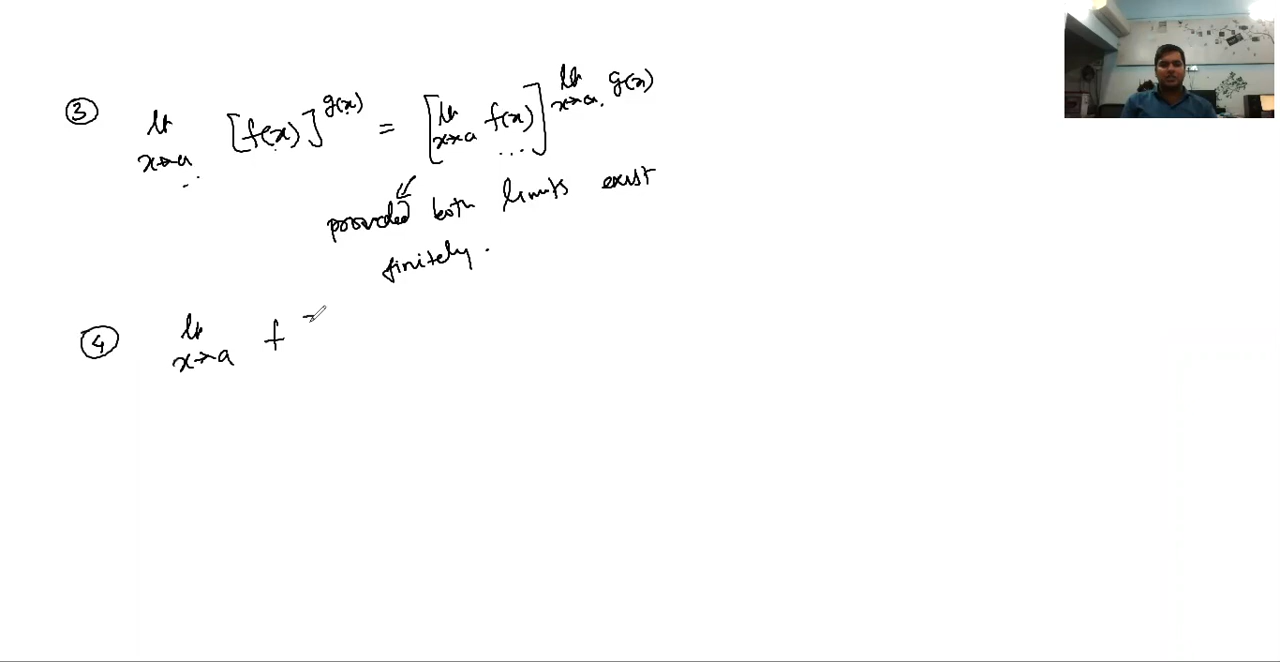 ③ lt x→a [f(x)]^g(x) = [lt x→a f(x)]^lt x→a g(x)
provided both limits exist
finitely.
④ lt x→a f